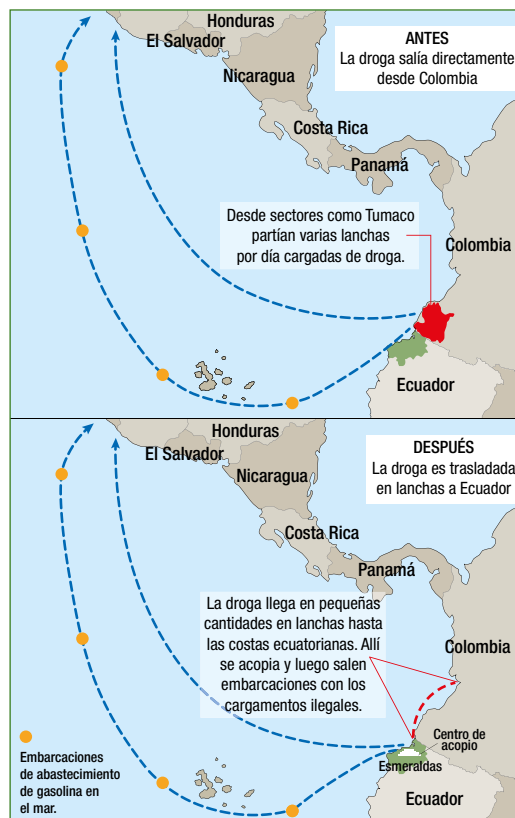 Honduras
El Salvador
Nicaragua
Costa Rica
Panamá
ANTES
La droga salía directamente
desde Colombia
Desde sectores como Tumaco
partían varias lanchas
por día cargadas de droga.
Colombia
Ecuador
Honduras
El Salvador
Nicaragua
Costa Rica
Panamá
DESPUÉS
La droga es trasladada
en lanchas a Ecuador
La droga llega en pequeñas
cantidades en lanchas hasta
las costas ecuatorianas. Allí
se acopia y luego salen
embarcaciones con los
cargamentos ilegales.
Colombia
Centro de
acopio
Esmeraldas
Ecuador
Embarcaciones
de abastecimiento
de gasolina en
el mar.